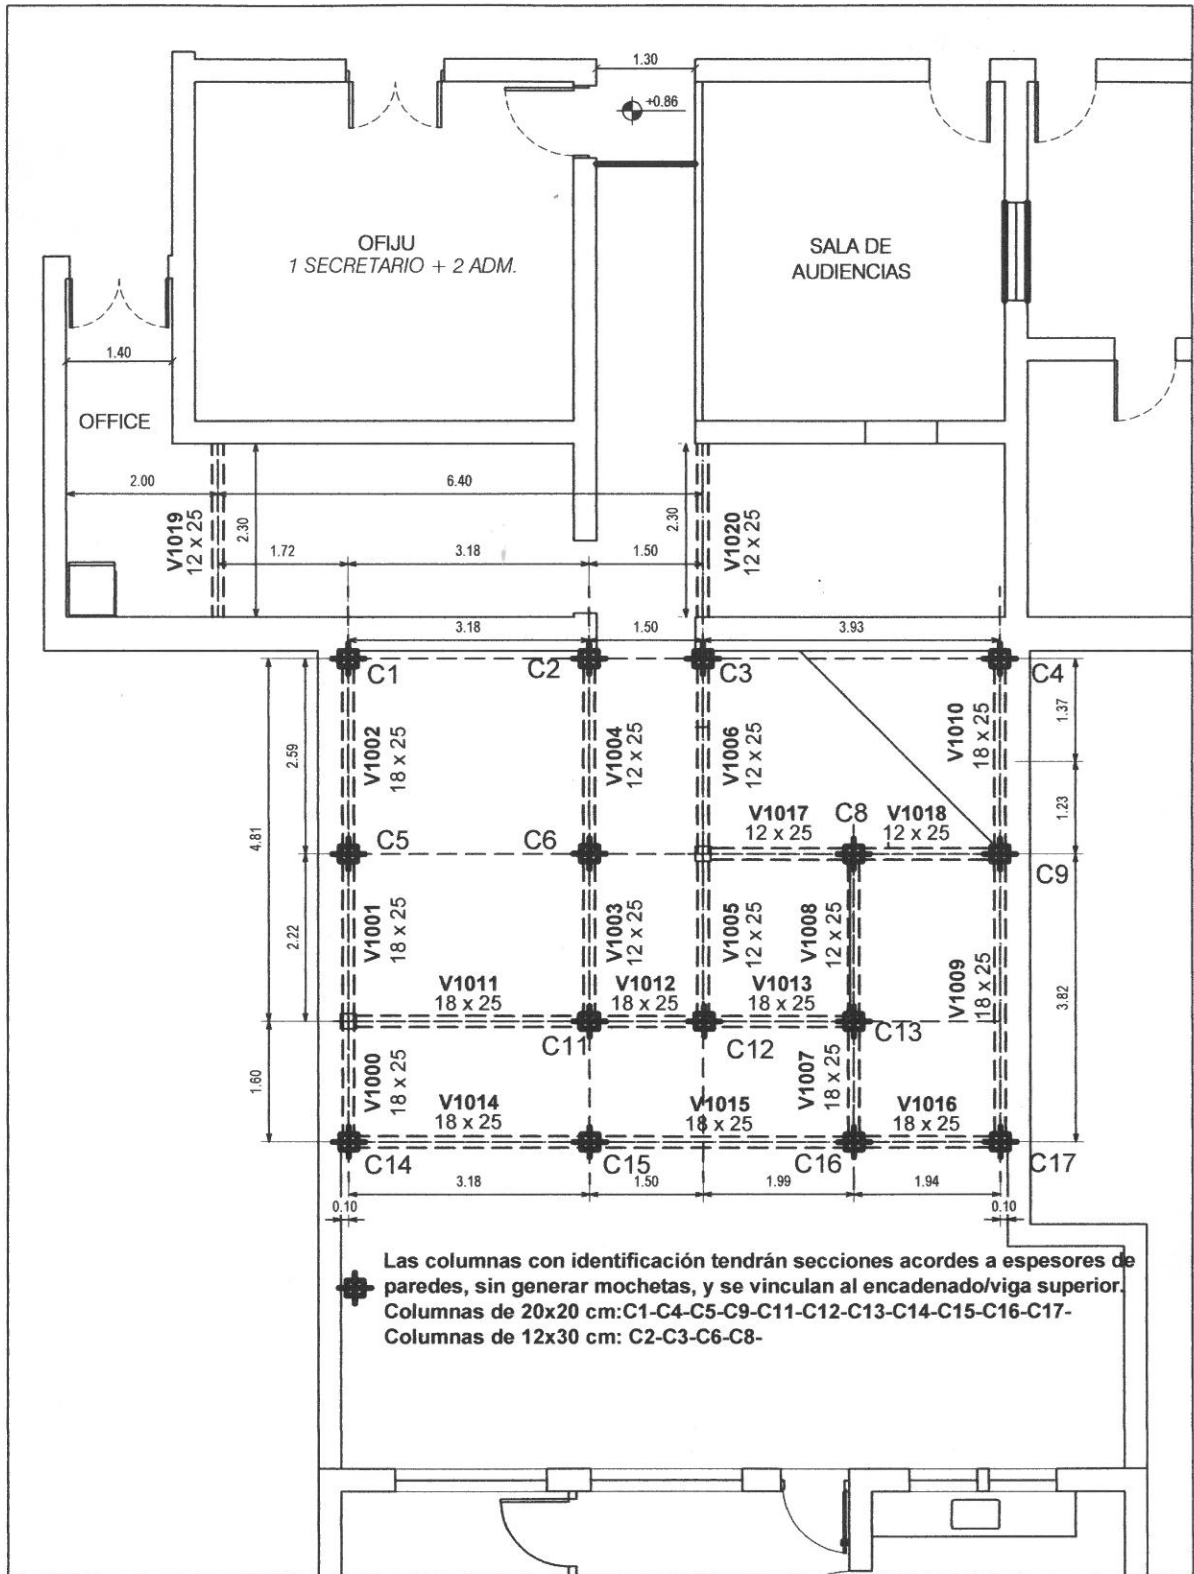 1.30
+0.86
OFIJU
1 SECRETARIO + 2 ADM.
SALA DE
AUDIENCIAS
1.40
OFFICE
2.00
6.40
V1019
12 x 25
2.30
2.30
V1020
12 x 25
1.72
3.18
1.50
3.18
1.50
3.93
C1
C2
C3
C4
2.59
4.81
V1002
18 x 25
V1004
12 x 25
V1006
12 x 25
V1010
18 x 25
1.37
1.23
V1017
12 x 25
C8
V1018
12 x 25
C5
C6
C9
2.22
V1001
18 x 25
V1003
12 x 25
V1005
12 x 25
V1008
12 x 25
V1009
18 x 25
3.82
V1011
18 x 25
V1012
18 x 25
V1013
18 x 25
C11
C12
C13
1.60
V1000
18 x 25
V1007
18 x 25
V1014
18 x 25
V1015
18 x 25
V1016
18 x 25
C14
C15
C16
C17
3.18
1.50
1.99
1.94
0.10
0.10
Las columnas con identificación tendrán secciones acordes a espesores de
paredes, sin generar mochetas, y se vinculan al encadenado/viga superior.
Columnas de 20x20 cm:C1-C4-C5-C9-C11-C12-C13-C14-C15-C16-C17-
Columnas de 12x30 cm: C2-C3-C6-C8-